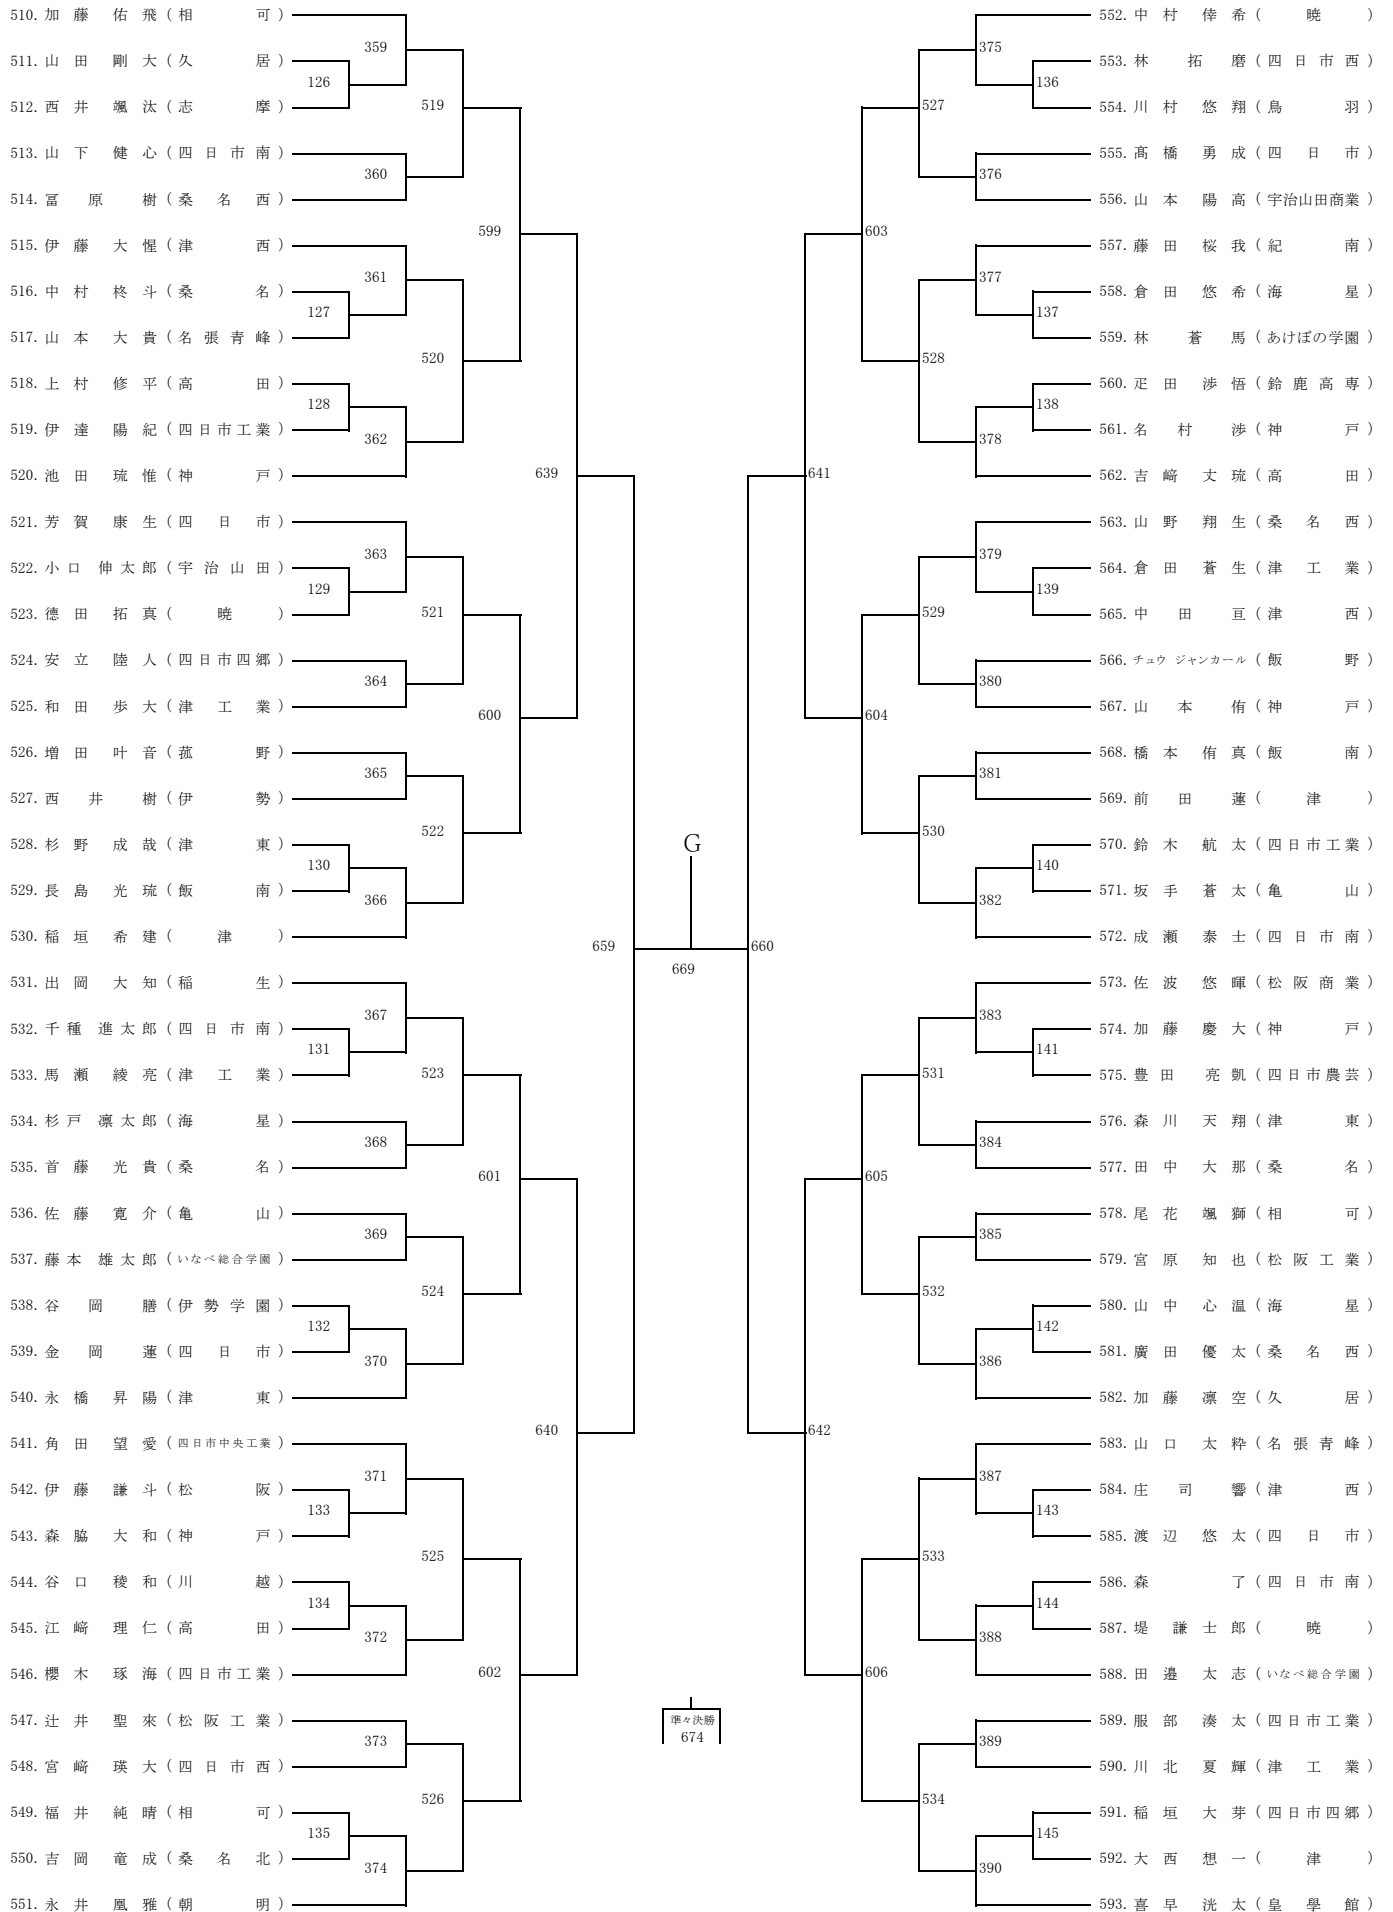 510. 加藤佑飛 (相可)
511. 山田剛大 (久居)
512. 西井颯汰 (志摩)
513. 山下健心 (四日市南)
514. 冨原樹 (桑名西)
515. 伊藤大惺 (津西)
516. 中村柊斗 (桑名)
517. 山本大貴 (名張青峰)
518. 上村修平 (高田)
519. 伊達陽紀 (四日市工業)
520. 池田琉惟 (神戸)
521. 芳賀康生 (四日市)
522. 小口伸太郎 (宇治山田)
523. 德田拓真 (暁)
524. 安立陸人 (四日市四郷)
525. 和田歩大 (津工業)
526. 増田叶音 (菰野)
527. 西井樹 (伊勢)
528. 杉野成哉 (津東)
529. 長島光琉 (飯南)
530. 稲垣希建 (津)
531. 出岡大知 (稲生)
532. 千種進太郎 (四日市南)
533. 馬瀬綾亮 (津工業)
534. 杉戸凛太郎 (海星)
535. 首藤光貴 (桑名)
536. 佐藤寛介 (亀山)
537. 藤本雄太郎 (いなべ総合学園)
538. 谷岡膳 (伊勢学園)
539. 金岡蓮 (四日市)
540. 永橋昇陽 (津東)
541. 角田望愛 (四日市中央工業)
542. 伊藤謙斗 (松阪)
543. 森脇大和 (神戸)
544. 谷口稜和 (川越)
545. 江﨑理仁 (高田)
546. 櫻木琢海 (四日市工業)
547. 辻井聖來 (松阪工業)
548. 宮﨑瑛大 (四日市西)
549. 福井純晴 (相可)
550. 吉岡竜成 (桑名北)
551. 永井凰雅 (朝明)
126
127
128
129
130
131
132
133
134
135
359
360
361
362
363
364
365
366
367
368
369
370
371
372
373
374
519
520
521
522
523
524
525
526
599
600
601
602
639
640
659
G
669
準々決勝
674
660
641
642
603
604
605
606
527
528
529
530
531
532
533
534
375
376
377
378
379
380
381
382
383
384
385
386
387
388
389
390
136
137
138
139
140
141
142
143
144
145
552. 中村倖希 (暁)
553. 林拓磨 (四日市西)
554. 川村悠翔 (鳥羽)
555. 髙橋勇成 (四日市)
556. 山本陽高 (宇治山田商業)
557. 藤田桜我 (紀南)
558. 倉田悠希 (海星)
559. 林蒼馬 (あけぼの学園)
560. 疋田渉悟 (鈴鹿高専)
561. 名村渉 (神戸)
562. 吉﨑丈琉 (高田)
563. 山野翔生 (桑名西)
564. 倉田蒼生 (津工業)
565. 中田亘 (津西)
566. チュウ ジャンカール (飯野)
567. 山本侑 (神戸)
568. 橋本侑真 (飯南)
569. 前田蓮 (津)
570. 鈴木航太 (四日市工業)
571. 坂手蒼太 (亀山)
572. 成瀬泰士 (四日市南)
573. 佐波悠暉 (松阪商業)
574. 加藤慶大 (神戸)
575. 豊田亮凱 (四日市農芸)
576. 森川天翔 (津東)
577. 田中大那 (桑名)
578. 尾花颯獅 (相可)
579. 宮原知也 (松阪工業)
580. 山中心温 (海星)
581. 廣田優太 (桑名西)
582. 加藤凛空 (久居)
583. 山口太粋 (名張青峰)
584. 庄司響 (津西)
585. 渡辺悠太 (四日市)
586. 森了 (四日市南)
587. 堤謙士郎 (暁)
588. 田邉太志 (いなべ総合学園)
589. 服部湊太 (四日市工業)
590. 川北夏輝 (津工業)
591. 稲垣大芽 (四日市四郷)
592. 大西想一 (津)
593. 喜早洸太 (皇學館)